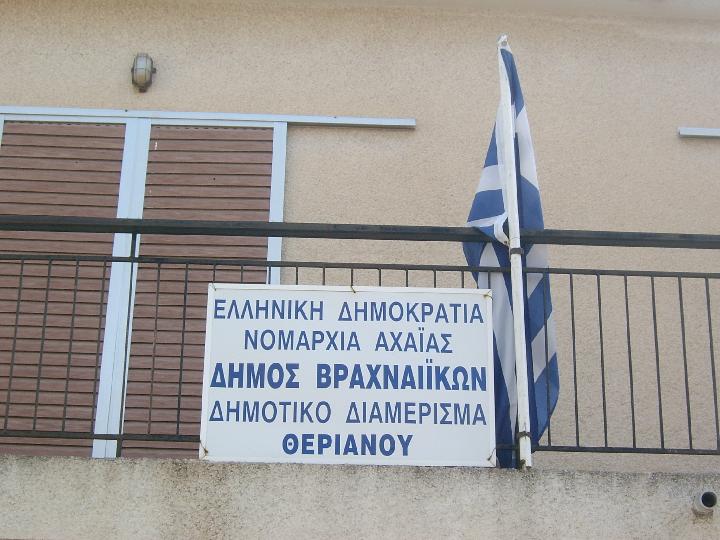 ΕΛΛΗΝΙΚΗ ΔΗΜΟΚΡΑΤΙΑ
ΝΟΜΑΡΧΙΑ ΑΧΑΪΑΣ
ΔΗΜΟΣ ΒΡΑΧΝΑΙΪΚΩΝ
ΔΗΜΟΤΙΚΟ ΔΙΑΜΕΡΙΣΜΑ
ΘΕΡΙΑΝΟΥ